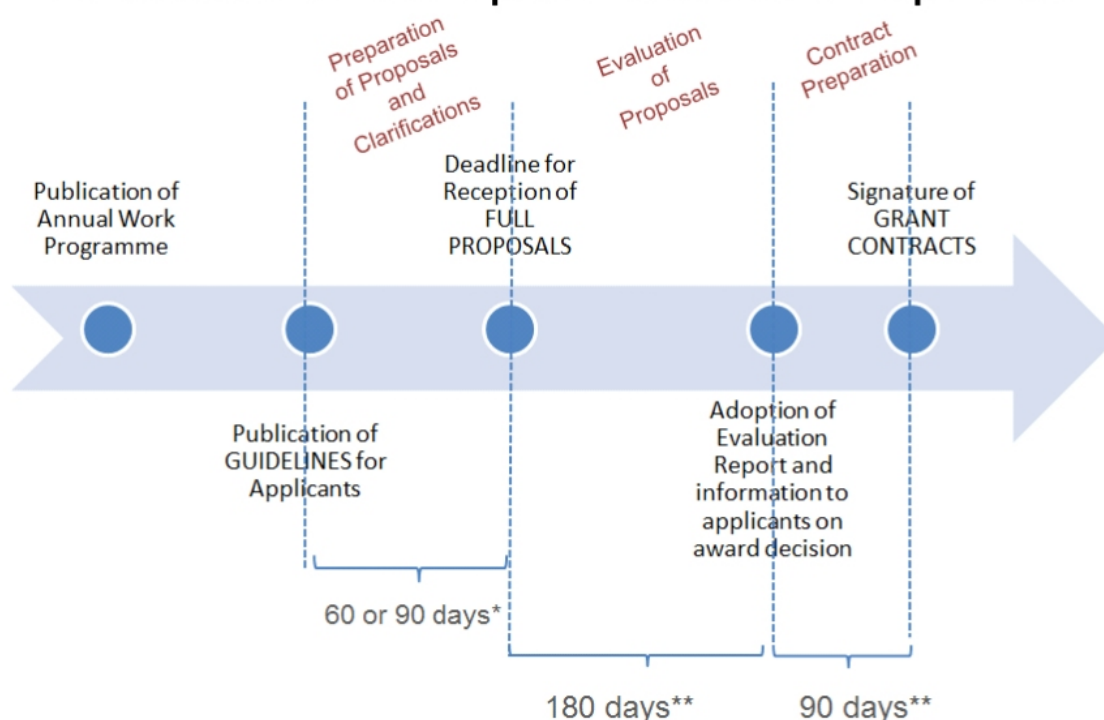 Preparation
of Proposals
and
Clarifications
Evaluation
of
Proposals
Contract
Preparation
Publication of
Annual Work
Programme
Deadline for
Reception of
FULL
PROPOSALS
Signature of
GRANT
CONTRACTS
Publication of
GUIDELINES for
Applicants
Adoption of
Evaluation
Report and
information to
applicants on
award decision
60 or 90 days*
180 days**
90 days**